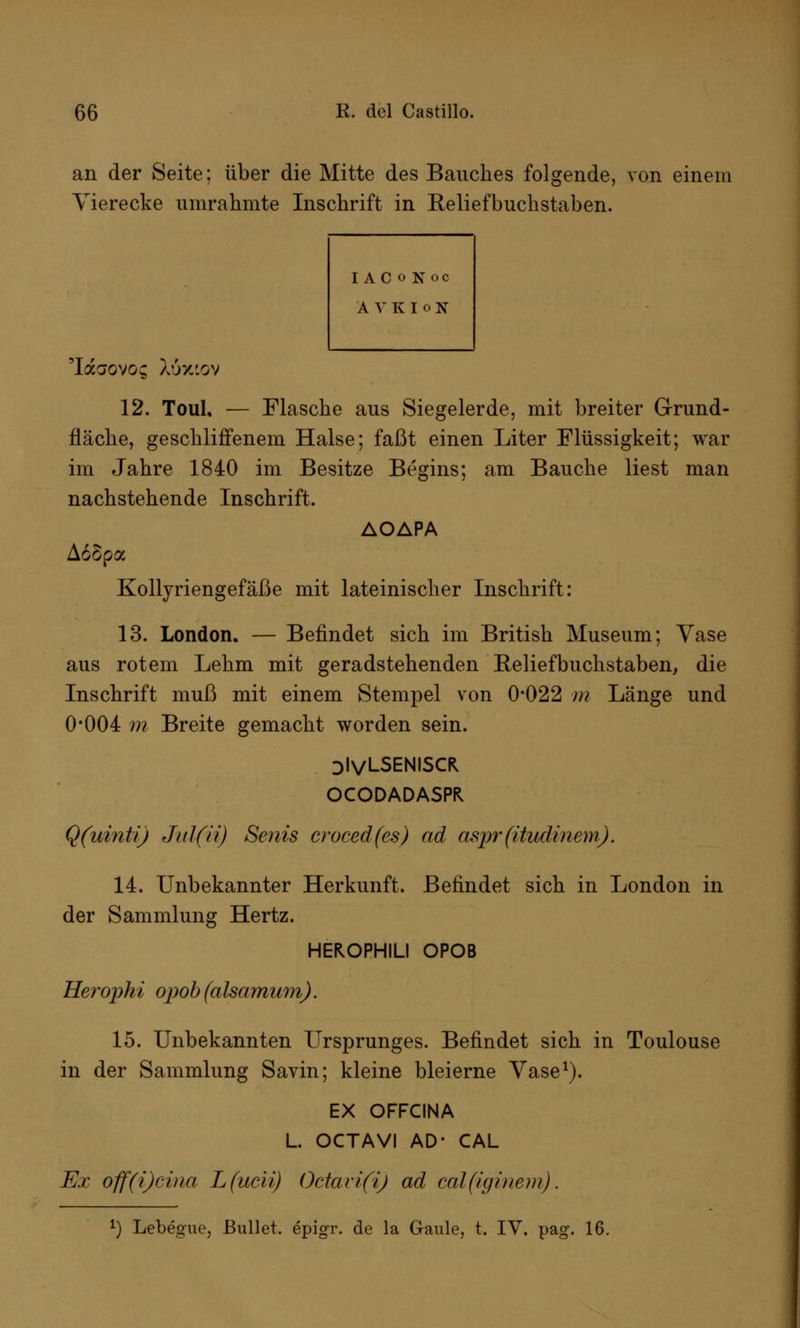 66 R. del Castillo.
an der Seite; über die Mitte des Bauches folgende, von einem
Vierecke umrahmte Inschrift in Reliefbuchstaben.
IACoNoc
AYKIoN
Ἰάσονος λύκιον
12. Toul. — Flasche aus Siegelerde, mit breiter Grund-
fläche, geschliffenem Halse; faßt einen Liter Flüssigkeit; war
im Jahre 1840 im Besitze Bégins; am Bauche liest man
nachstehende Inschrift.
ΔΟΔΡΑ
Δόδρα
Kollyriengefäße mit lateinischer Inschrift:
13. London. — Befindet sich im British Museum; Vase
aus rotem Lehm mit geradstehenden Reliefbuchstaben, die
Inschrift muß mit einem Stempel von 0·022 m Länge und
0·004 m Breite gemacht worden sein.
ƆIVLSENISCR
OCODADASPR
Q(uinti) Jul(ii) Senis croced(es) ad aspr(itudinem).
14. Unbekannter Herkunft. Befindet sich in London in
der Sammlung Hertz.
HEROPHILI OPOB
Herophi opob(alsamum).
15. Unbekannten Ursprunges. Befindet sich in Toulouse
in der Sammlung Savin; kleine bleierne Vase¹).
EX OFFCINA
L. OCTAVI AD· CAL
Ex off(i)cina L(ucii) Octavi(i) ad cal(iginem).
¹) Lebégue, Bullet. épigr. de la Gaule, t. IV. pag. 16.